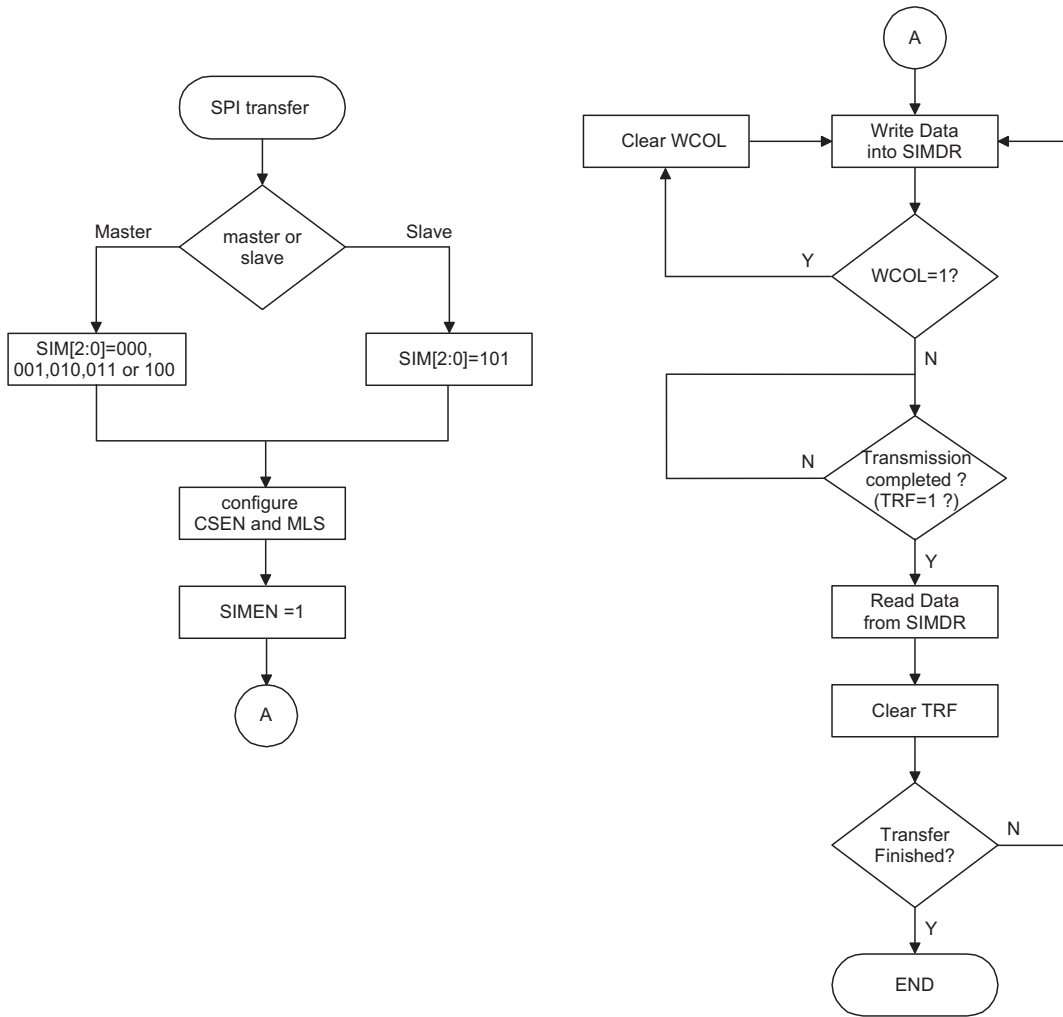 SPI transfer
master or
slave
Master
Slave
SIM[2:0]=000,
001,010,011 or 100
SIM[2:0]=101
configure
CSEN and MLS
SIMEN =1
A
A
Clear WCOL
Write Data
into SIMDR
WCOL=1?
Y
N
Transmission
completed ?
(TRF=1 ?)
N
Y
Read Data
from SIMDR
Clear TRF
Transfer
Finished?
N
Y
END